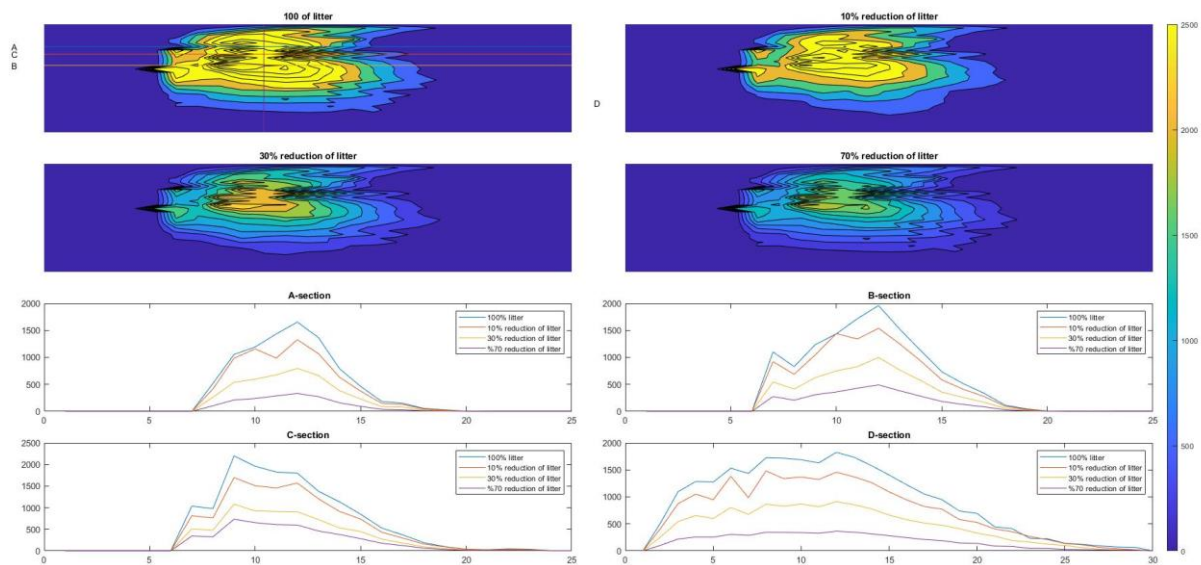 100 of litter
10% reduction of litter
A
C
B
D
2500
2000
1500
1000
500
0
30% reduction of litter
70% reduction of litter
A-section
2000
1500
1000
500
0
0 5 10 15 20 25
100% litter
10% reduction of litter
30% reduction of litter
%70 reduction of litter
B-section
2000
1500
1000
500
0
0 5 10 15 20 25
100% litter
10% reduction of litter
30% reduction of litter
%70 reduction of litter
C-section
2500
2000
1500
1000
500
0
0 5 10 15 20 25
100% litter
10% reduction of litter
30% reduction of litter
%70 reduction of litter
D-section
2000
1500
1000
500
0
0 5 10 15 20 25 30
100% litter
10% reduction of litter
30% reduction of litter
%70 reduction of litter